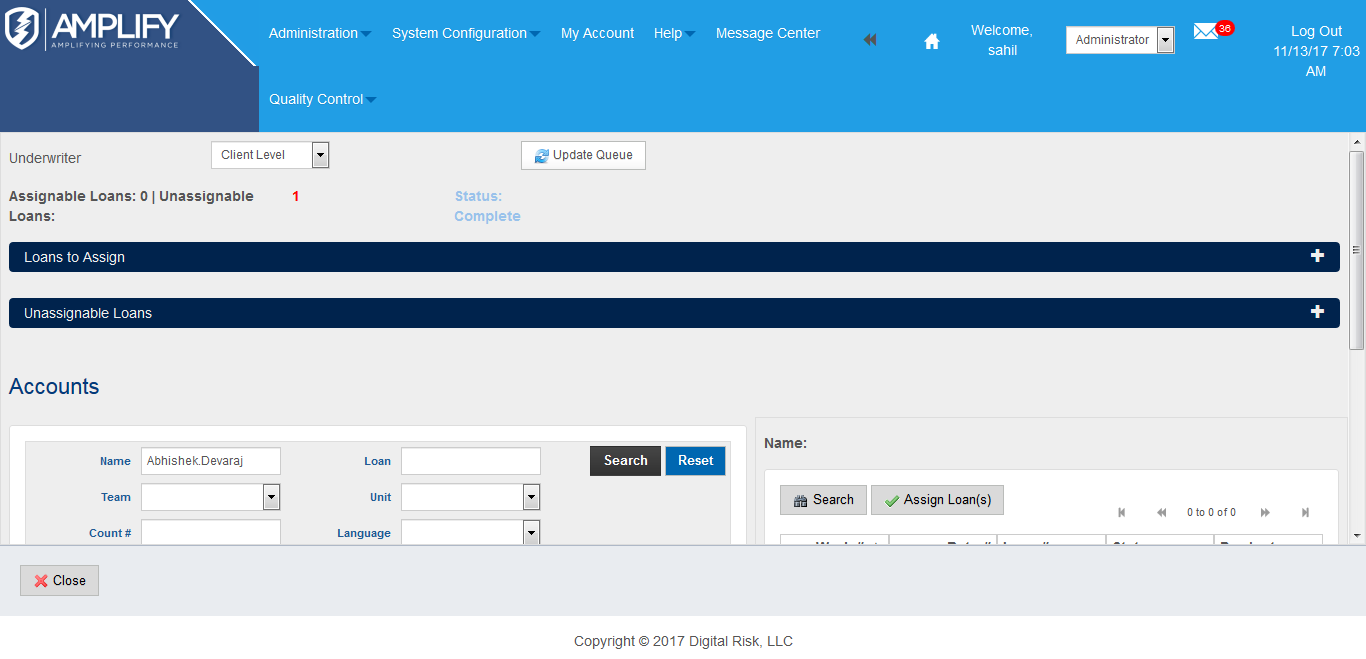 AMPLIFY
AMPLIFYING PERFORMANCE
Administration
System Configuration
My Account
Help
Message Center
Welcome,
sahil
Administrator
36
Log Out
11/13/17 7:03
AM
Quality Control
Underwriter
Client Level
Update Queue
Assignable Loans: 0 | Unassignable
Loans:
1
Status:
Complete
Loans to Assign
Unassignable Loans
Accounts
Name
Abhishek.Devaraj
Loan
Search
Reset
Team
Unit
Count #
Language
Name:
Search
Assign Loan(s)
0 to 0 of 0
Close
Copyright © 2017 Digital Risk, LLC